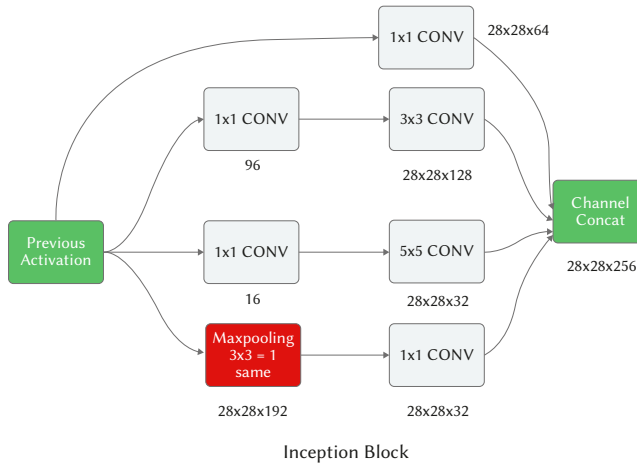 1x1 CONV
28x28x64
1x1 CONV
3x3 CONV
96
28x28x128
Channel
Concat
28x28x256
Previous
Activation
1x1 CONV
5x5 CONV
16
28x28x32
Maxpooling
3x3 = 1
same
1x1 CONV
28x28x192
28x28x32
Inception Block